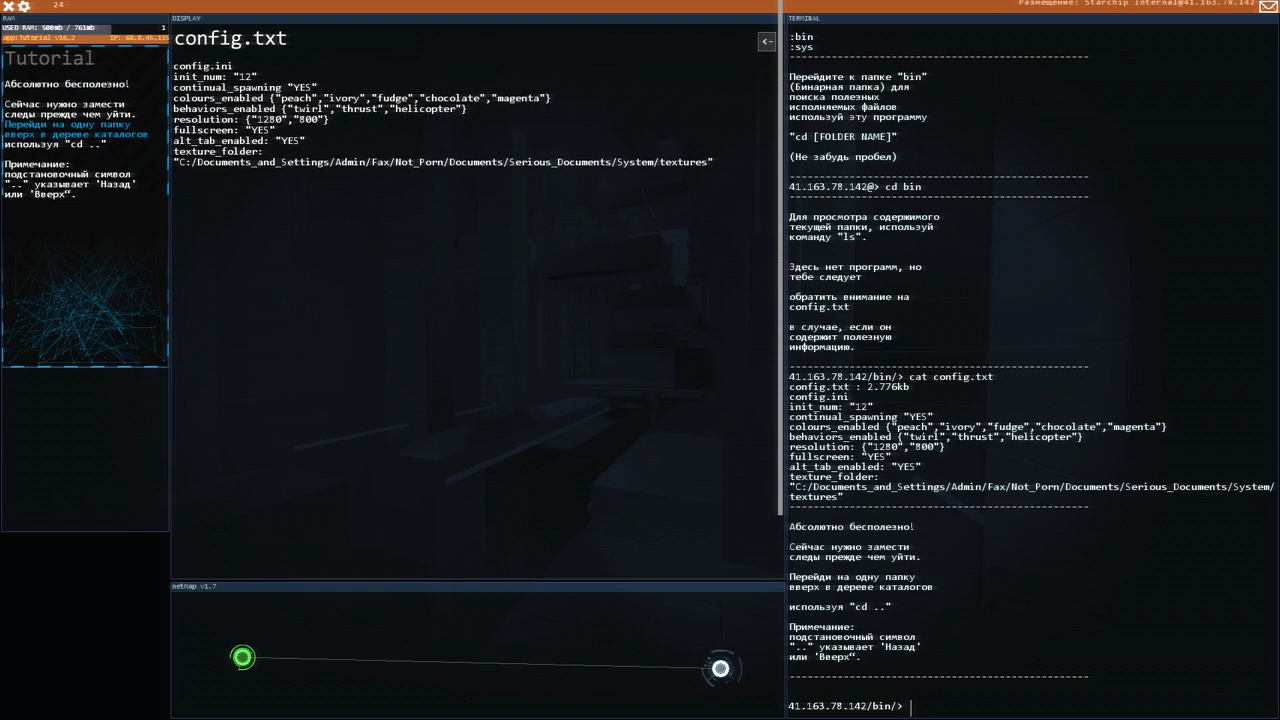 24
Размещение: Starchip Internal@41.163.78.142
RAM
USED RAM: 500mb / 761mb 1
app:Tutorial v16.2 IP: 68.8.45.135
Tutorial
Абсолютно бесполезно!
Сейчас нужно замести
следы прежде чем уйти.
Перейди на одну папку
вверх в дереве каталогов
используя "cd .."
Примечание:
подстановочный символ
".." указывает 'Назад'
или 'Вверх“.
DISPLAY
config.txt
<-
config.ini
init_num: "12"
continual_spawning "YES"
colours_enabled {"peach","ivory","fudge","chocolate","magenta"}
behaviors_enabled {"twirl","thrust","helicopter"}
resolution: {"1280","800"}
fullscreen: "YES"
alt_tab_enabled: "YES"
texture_folder:
"C:/Documents_and_Settings/Admin/Fax/Not_Porn/Documents/Serious_Documents/System/textures"
netMap v1.7
TERMINAL
:bin
:sys
------------------------------------------------------------
Перейдите к папке "bin"
(Бинарная папка) для
поиска полезных
исполняемых файлов
используй эту программу
"cd [FOLDER NAME]"
(Не забудь пробел)
------------------------------------------------------------
41.163.78.142@> cd bin
------------------------------------------------------------
Для просмотра содержимого
текущей папки, используй
команду "ls".
Здесь нет программ, но
тебе следует
обратить внимание на
config.txt
в случае, если он
содержит полезную
информацию.
------------------------------------------------------------
41.163.78.142/bin/> cat config.txt
config.txt : 2.776kb
config.ini
init_num: "12"
continual_spawning "YES"
colours_enabled {"peach","ivory","fudge","chocolate","magenta"}
behaviors_enabled {"twirl","thrust","helicopter"}
resolution: {"1280","800"}
fullscreen: "YES"
alt_tab_enabled: "YES"
texture_folder:
"C:/Documents_and_Settings/Admin/Fax/Not_Porn/Documents/Serious_Documents/System/
textures"
------------------------------------------------------------
Абсолютно бесполезно!
Сейчас нужно замести
следы прежде чем уйти.
Перейди на одну папку
вверх в дереве каталогов
используя "cd .."
Примечание:
подстановочный символ
".." указывает 'Назад'
или 'Вверх“.
------------------------------------------------------------
41.163.78.142/bin/>